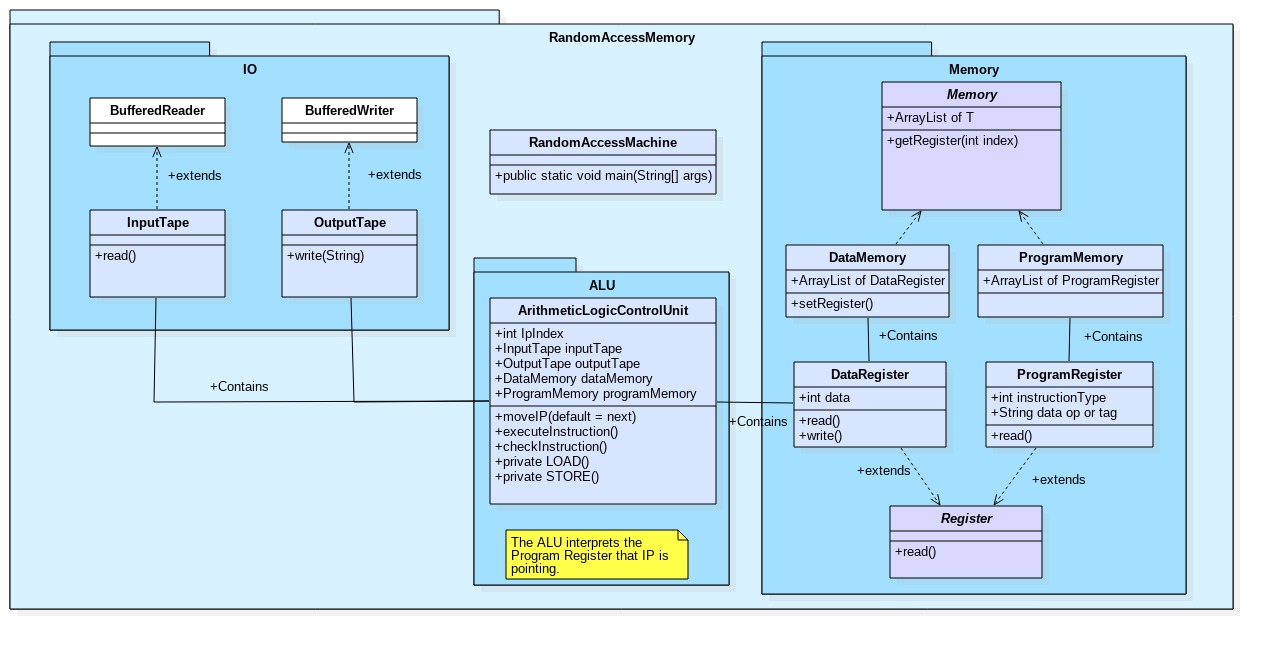 RandomAccessMemory
IO
BufferedReader
BufferedWriter
+extends
+extends
InputTape
+read()
OutputTape
+write(String)
+Contains
RandomAccessMachine
+public static void main(String[] args)
ALU
ArithmeticLogicControlUnit
+int IpIndex
+InputTape inputTape
+OutputTape outputTape
+DataMemory dataMemory
+ProgramMemory programMemory
+moveIP(default = next)
+executeInstruction()
+checkInstruction()
+private LOAD()
+private STORE()
The ALU interprets the
Program Register that IP is
pointing.
+Contains
Memory
Memory
+ArrayList of T
+getRegister(int index)
DataMemory
+ArrayList of DataRegister
+setRegister()
ProgramMemory
+ArrayList of ProgramRegister
+Contains
+Contains
DataRegister
+int data
+read()
+write()
ProgramRegister
+int instructionType
+String data op or tag
+read()
+extends
+extends
Register
+read()